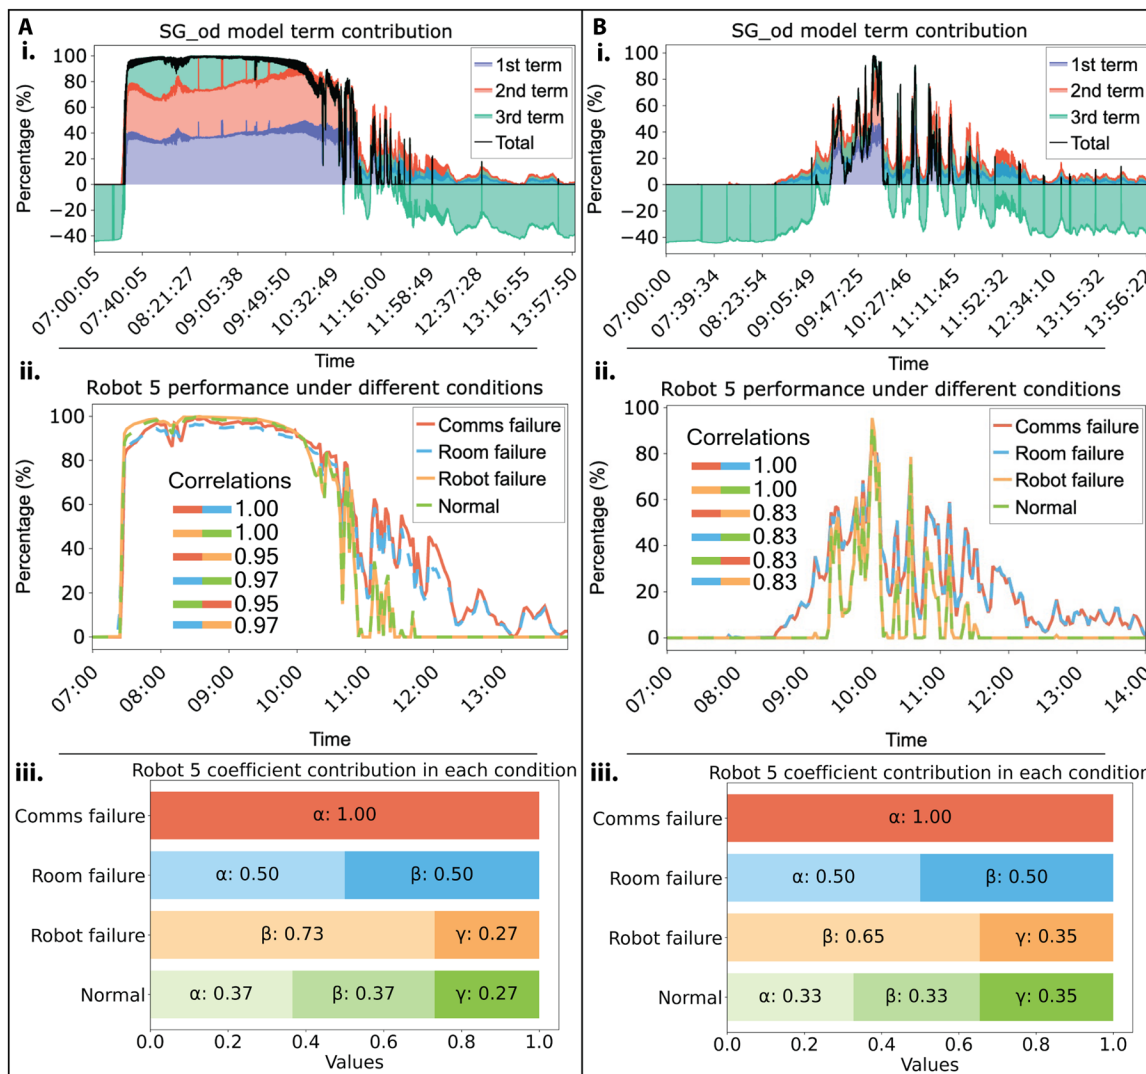 A
SG_od model term contribution
i.
Percentage (%)
100
80
60
40
20
0
−20
−40
1st term
2nd term
3rd term
Total
07:00:05
07:40:05
08:21:27
09:05:38
09:49:50
10:32:49
11:16:00
11:58:49
12:37:28
13:16:55
13:57:50
Time
ii.
Robot 5 performance under different conditions
Percentage (%)
100
80
60
40
20
0
Comms failure
Room failure
Robot failure
Normal
Correlations
1.00
1.00
0.95
0.97
0.95
0.97
07:00
08:00
09:00
10:00
11:00
12:00
13:00
Time
iii.
Robot 5 coefficient contribution in each condition
Comms failure
α: 1.00
Room failure
α: 0.50 β: 0.50
Robot failure
β: 0.73 γ: 0.27
Normal
α: 0.37 β: 0.37 γ: 0.27
0.0 0.2 0.4 0.6 0.8 1.0
Values
B
SG_od model term contribution
i.
Percentage (%)
100
80
60
40
20
0
−20
−40
1st term
2nd term
3rd term
Total
07:00:00
07:39:34
08:23:54
09:05:49
09:47:25
10:27:46
11:11:45
11:52:32
12:34:10
13:15:32
13:56:22
Time
ii.
Robot 5 performance under different conditions
Percentage (%)
100
80
60
40
20
0
Correlations
1.00
1.00
0.83
0.83
0.83
0.83
Comms failure
Room failure
Robot failure
Normal
07:00
08:00
09:00
10:00
11:00
12:00
13:00
14:00
Time
iii.
Robot 5 coefficient contribution in each condition
Comms failure
α: 1.00
Room failure
α: 0.50 β: 0.50
Robot failure
β: 0.65 γ: 0.35
Normal
α: 0.33 β: 0.33 γ: 0.35
0.0 0.2 0.4 0.6 0.8 1.0
Values